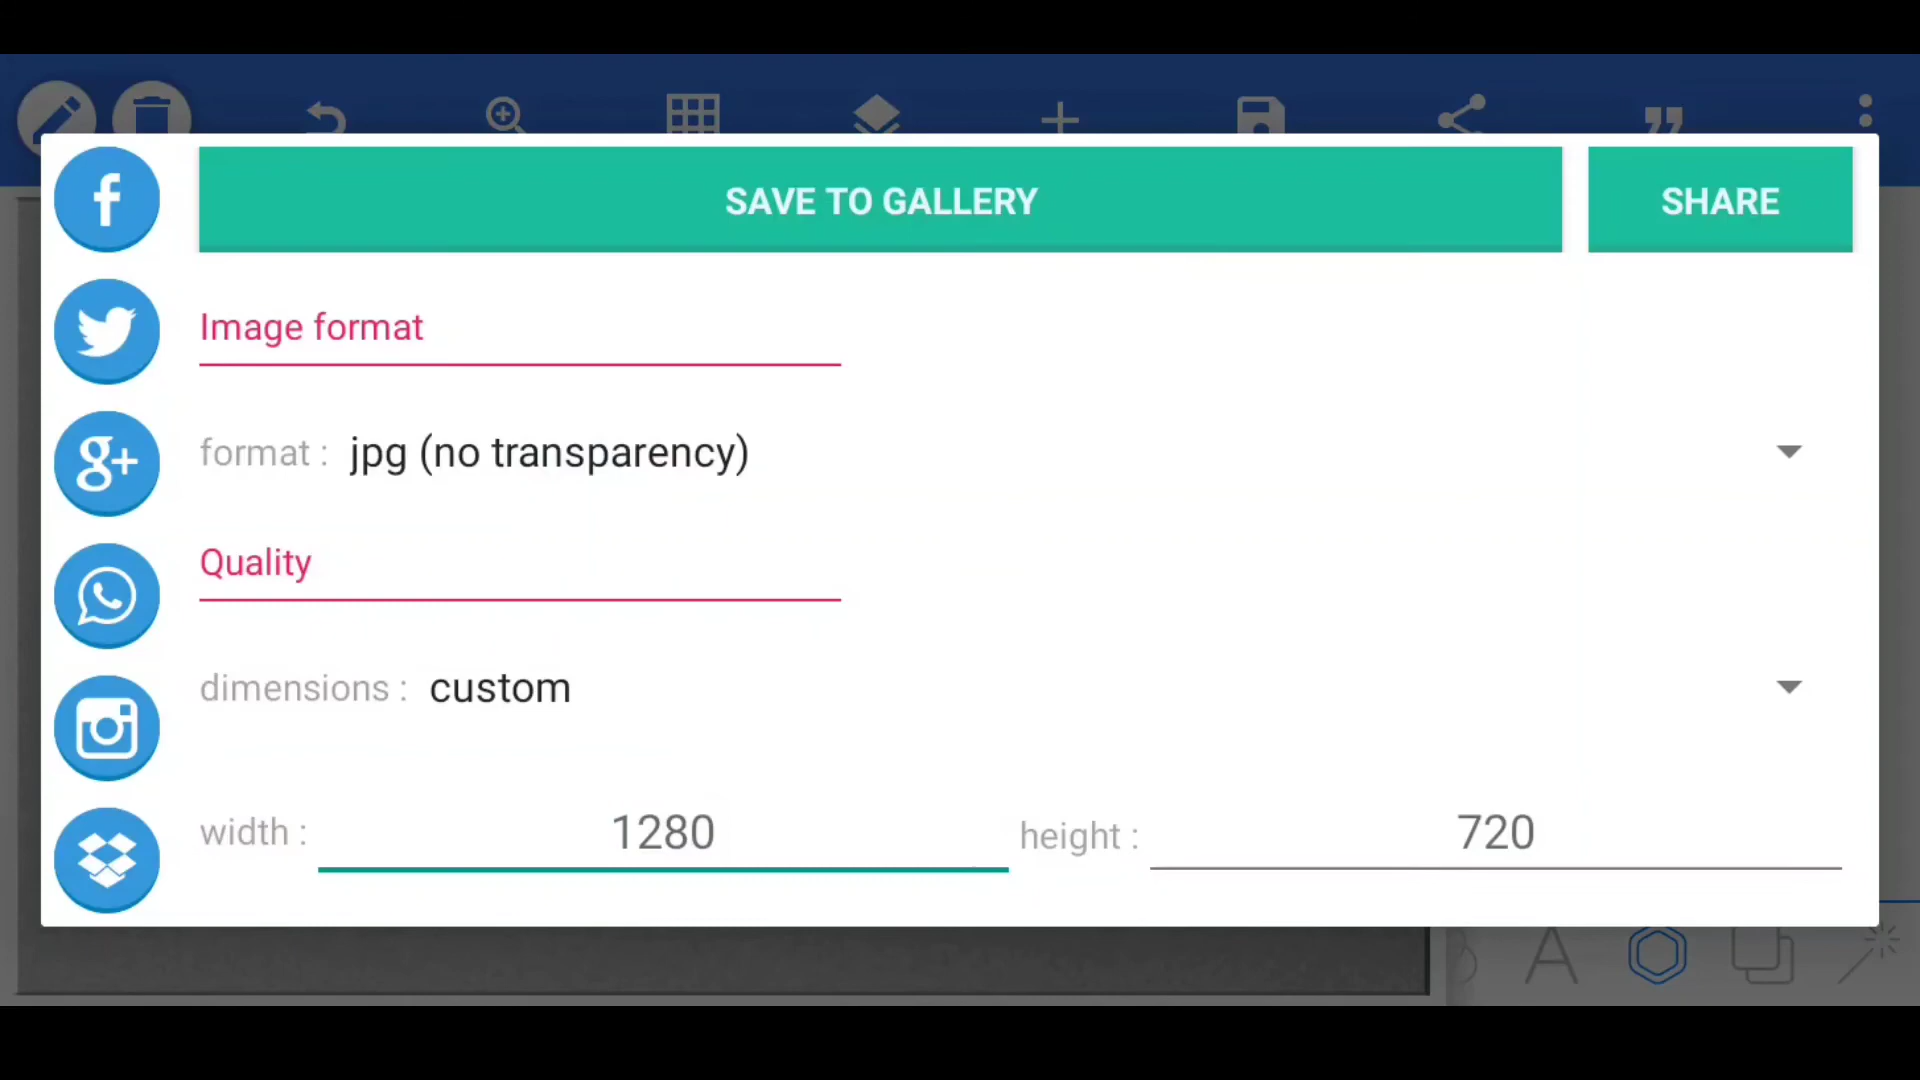 SAVE TO GALLERY
SHARE
Image format
format : jpg (no transparency)
Quality
dimensions : custom
width : 1280 height : 720